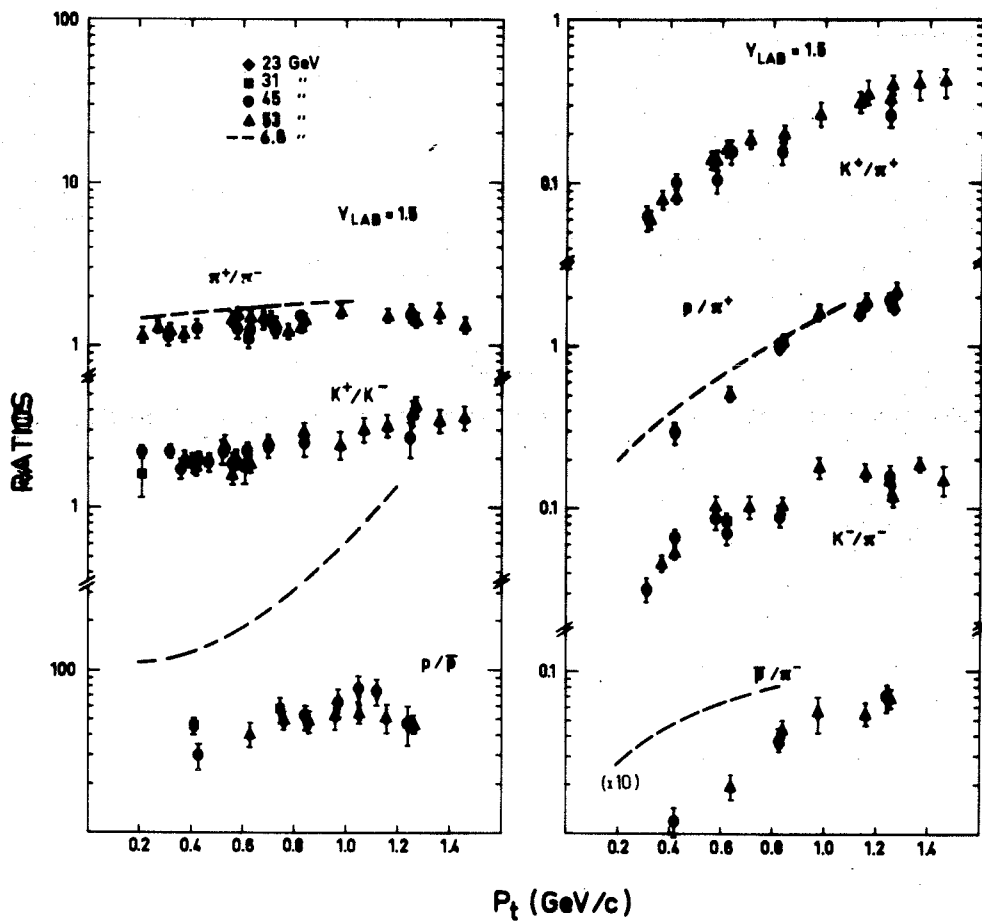 RATIOS
100
10
1
1
100
23 GeV
31 "
45 "
53 "
6.8 "
Y LAB = 1.5
π⁺/π⁻
K⁺/K⁻
p/p̅
0.2 0.4 0.6 0.8 1.0 1.2 1.4
1
0.1
1
0.1
0.1
Y LAB = 1.5
K⁺/π⁺
p/π⁺
K⁻/π⁻
p̅/π⁻
(x10)
0.2 0.4 0.6 0.8 1.0 1.2 1.4
Pt (GeV/c)